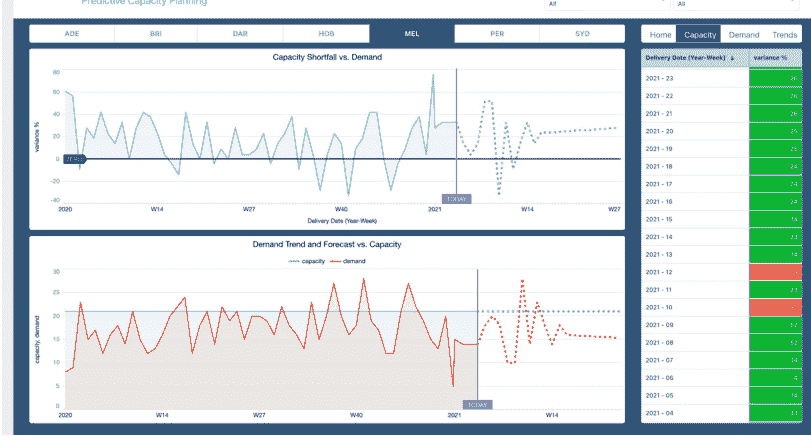 Predictive Capacity Planning
All
All
ADE BRI DAR HOB MEL PER SYD
Home Capacity Demand Trends
Capacity Shortfall vs. Demand
variance %
80
60
40
20
0
-20
-40
TODAY
2020 W14 W27 W40 2021 W14 W27
Delivery Date (Year-Week)
Demand Trend and Forecast vs. Capacity
capacity demand
capacity, demand
30
25
20
15
10
5
0
TODAY
2020 W14 W27 W40 2021 W14
Delivery Date (Year-Week) ↓ variance %
2021 - 23
2021 - 22
2021 - 21
2021 - 20
2021 - 19
2021 - 18
2021 - 17
2021 - 16
2021 - 15
2021 - 14
2021 - 13
2021 - 12
2021 - 11
2021 - 10
2021 - 09
2021 - 08
2021 - 07
2021 - 06
2021 - 05
2021 - 04